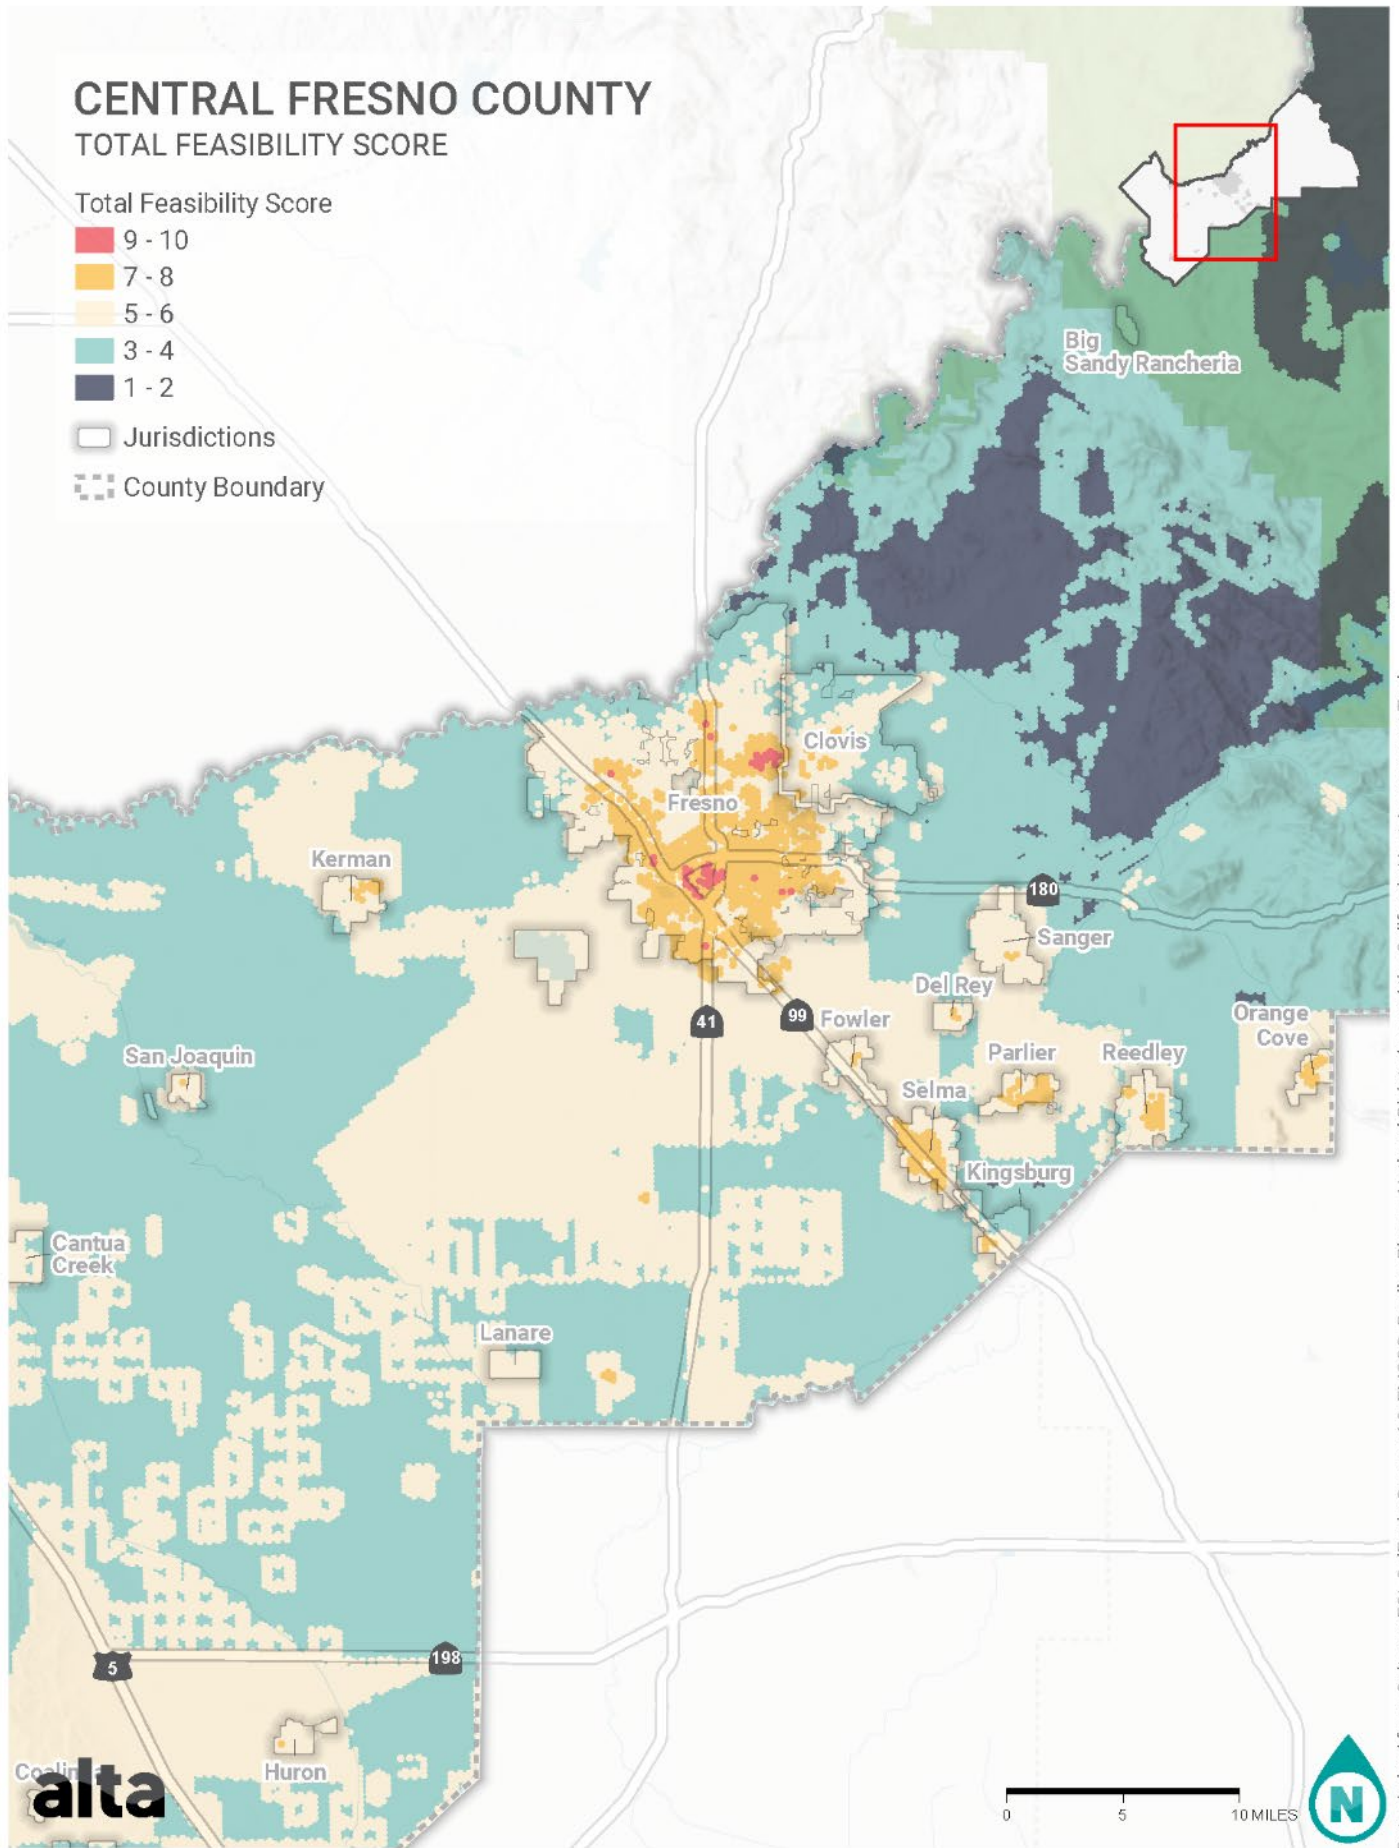 CENTRAL FRESNO COUNTY
TOTAL FEASIBILITY SCORE
Total Feasibility Score
9 - 10
7 - 8
5 - 6
3 - 4
1 - 2
Jurisdictions
County Boundary
Big
Sandy Rancheria
Clovis
Fresno
Kerman
180
Sanger
Del Rey
Orange
Cove
41
99
Fowler
San Joaquin
Parlier
Reedley
Selma
Kingsburg
Cantua
Creek
Lanare
5
198
Huron
alta
0
5
10 MILES
N